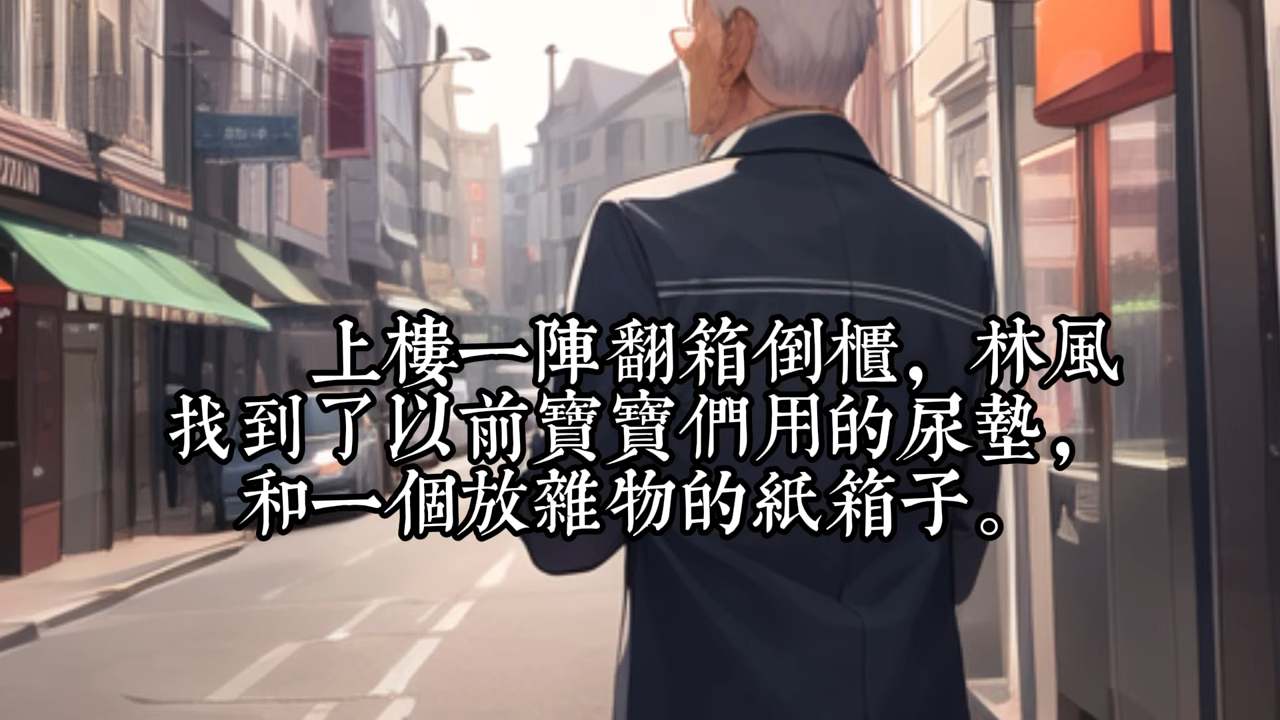 上樓一陣翻箱倒櫃，林風
找到了以前寶寶們用的尿墊，
和一個放雜物的紙箱子。